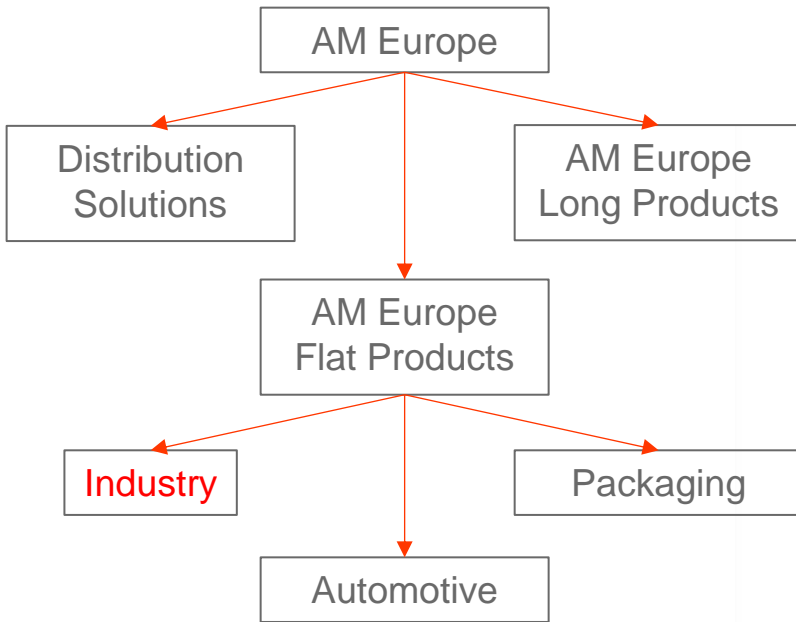 AM Europe
Distribution
Solutions
AM Europe
Long Products
AM Europe
Flat Products
Industry
Packaging
Automotive